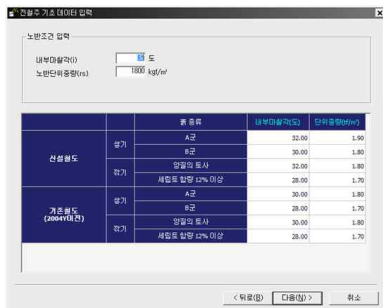 전철주 기초 데이터 입력
노반조건 입력
내부마찰각(i) 도
노반단위중량(rs) 1800 kgf/m³
흙 종류 내부마찰각(도) 단위중량(tf/m³)
신설철도 쌓기 A군 32.00 1.90
B군 30.00 1.80
깎기 양질의 토사 32.00 1.80
세립토 함량 12% 이상 28.00 1.70
기존철도 (2004Y이전) 쌓기 A군 30.00 1.80
B군 28.00 1.70
깎기 양질의 토사 30.00 1.80
세립토 함량 12% 이상 28.00 1.70
< 뒤로(B) 다음(N) > 취소